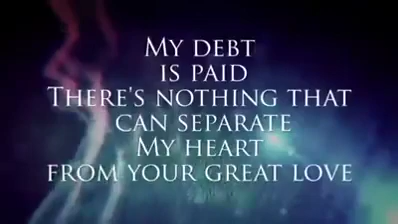 My debt
is paid
There's nothing that
can separate
My heart
from your great love